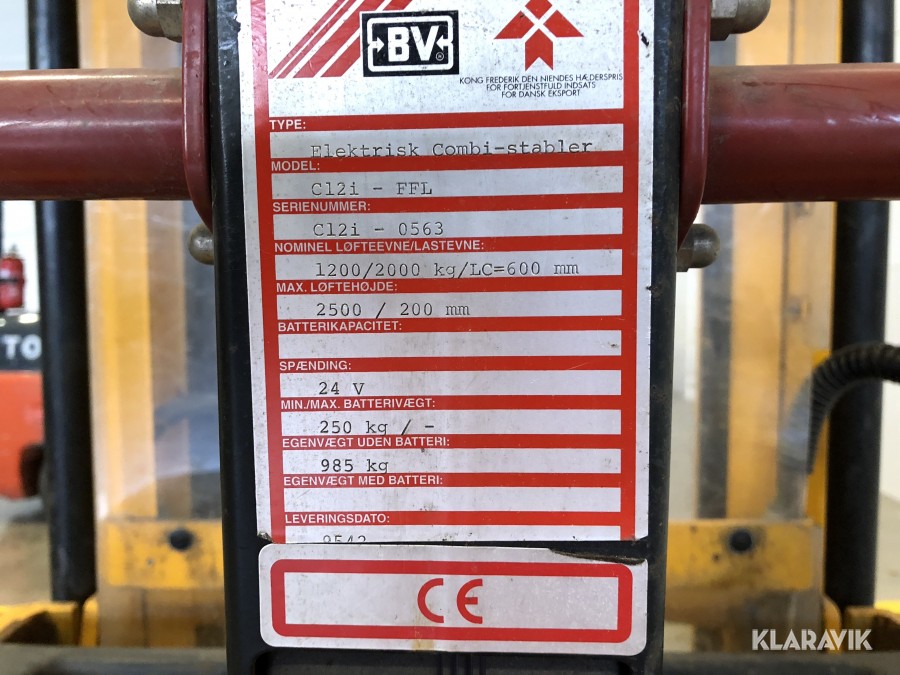 BV
KONG FREDERIK DEN NIENDES HÆDERSPRIS
FOR FORTJENSTFULD INDSATS
FOR DANSK EKSPORT
TYPE:
Elektrisk Combi-stabler
MODEL:
C12i - FFL
SERIENUMMER:
C12i - 0563
NOMINEL LØFTEEVNE/LASTEVNE:
1200/2000 kg/LC=600 mm
MAX. LØFTEHØJDE:
2500 / 200 mm
BATTERIKAPACITET:
SPÆNDING:
24 V
MIN./MAX. BATTERIVÆGT:
250 kg / -
EGENVÆGT UDEN BATTERI:
985 kg
EGENVÆGT MED BATTERI:
LEVERINGSDATO:
9542
CE
TO
KLARAVIK